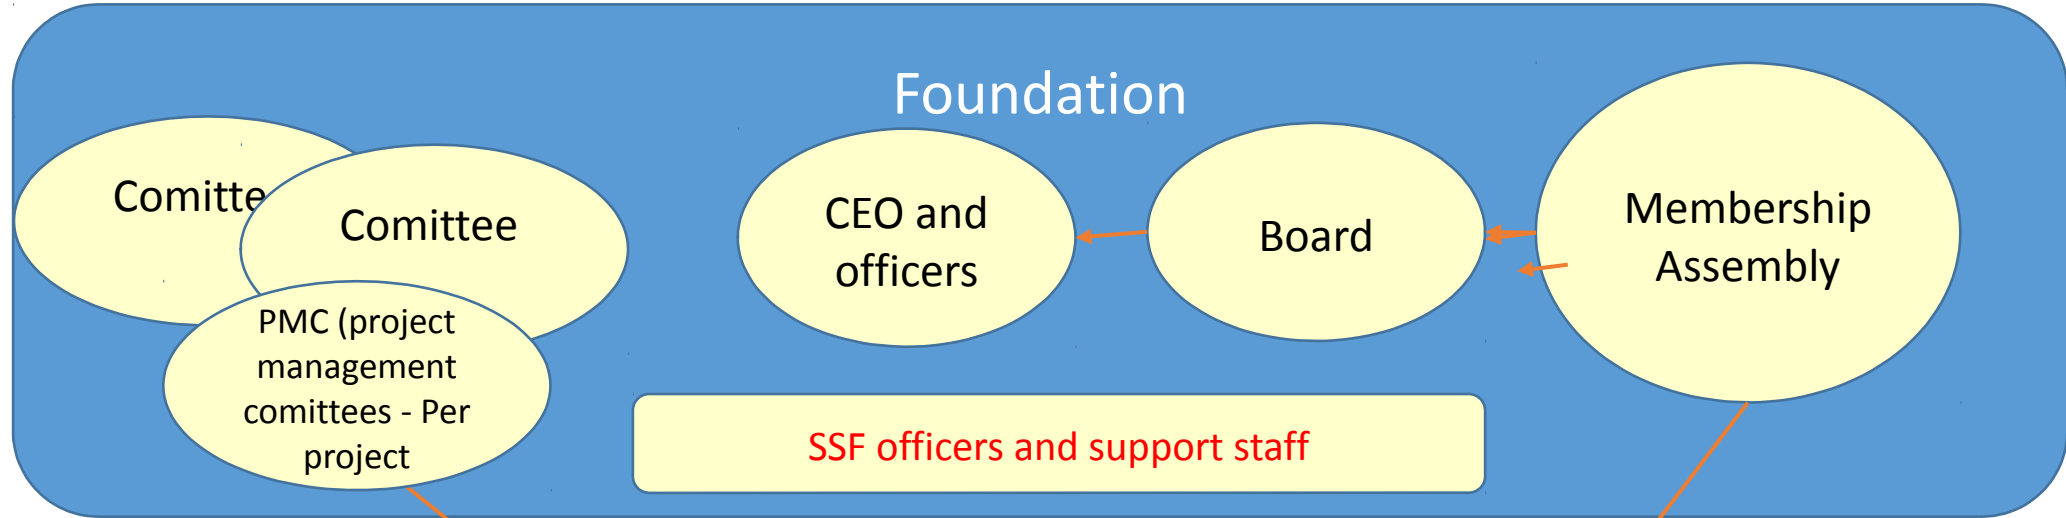 Foundation
Comitte
Comittee
PMC (project
management
comittees - Per
project
CEO and
officers
Board
Membership
Assembly
SSF officers and support staff